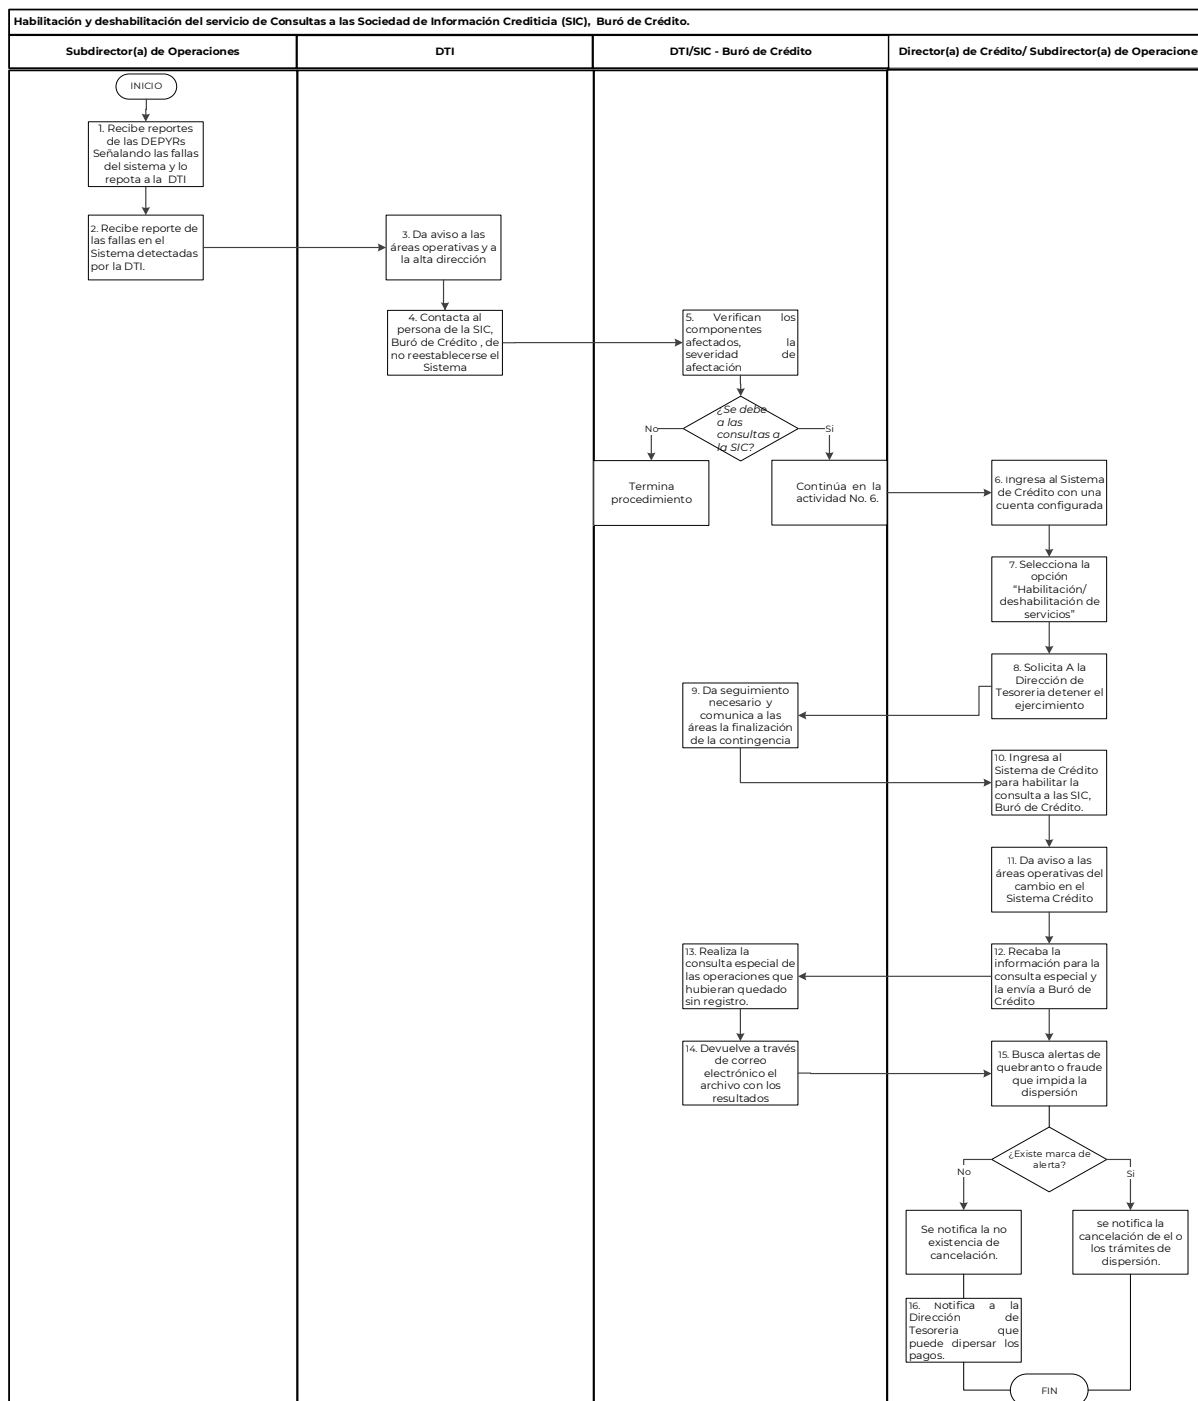 Habilitación y deshabilitación del servicio de Consultas a las Sociedad de Información Crediticia (SIC), Buró de Crédito.
Subdirector(a) de Operaciones
DTI
DTI/SIC - Buró de Crédito
Director(a) de Crédito/ Subdirector(a) de Operaciones
INICIO
1. Recibe reportes
de las DEPYRs
Señalando las fallas
del sistema y lo
repota a la DTI
2. Recibe reporte de
las fallas en el
Sistema detectadas
por la DTI.
3. Da aviso a las
áreas operativas y a
la alta dirección
4. Contacta al
persona de la SIC,
Buró de Crédito , de
no reestablecerse el
Sistema
5. Verifican los
componentes
afectados, la
severidad de
afectación
¿Se debe
a las
consultas a
la SIC?
No
Si
Termina
procedimiento
Continúa en la
actividad No. 6.
6. Ingresa al Sistema
de Crédito con una
cuenta configurada
7. Selecciona la
opción
“Habilitación/
deshabilitación de
servicios”
8. Solicita A la
Dirección de
Tesoreria detener el
ejercimiento
9. Da seguimiento
necesario y
comunica a las
áreas la finalización
de la contingencia
10. Ingresa al
Sistema de Crédito
para habilitar la
consulta a las SIC,
Buró de Crédito.
11. Da aviso a las
áreas operativas del
cambio en el
Sistema Crédito
12. Recaba la
información para la
consulta especial y
la envía a Buró de
Crédito
13. Realiza la
consulta especial de
las operaciones que
hubieran quedado
sin registro.
14. Devuelve a través
de correo
electrónico el
archivo con los
resultados
15. Busca alertas de
quebranto o fraude
que impida la
dispersión
¿Existe marca de
alerta?
No
Si
Se notifica la no
existencia de
cancelación.
se notifica la
cancelación de el o
los trámites de
dispersión.
16. Notifica a la
Dirección de
Tesoreria que
puede dipersar los
pagos.
FIN